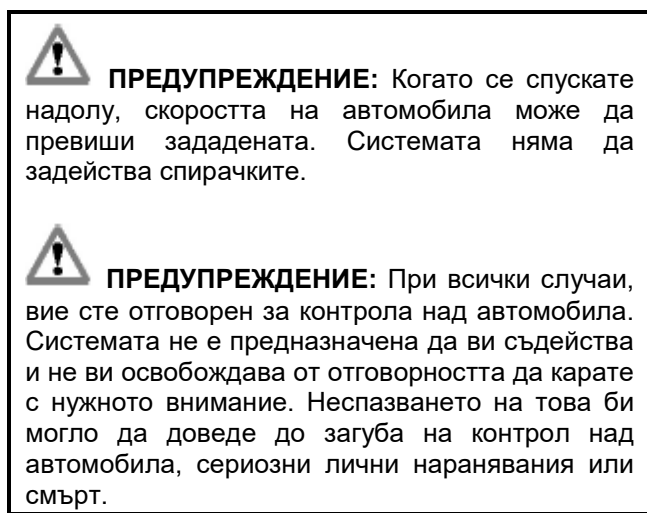 ПРЕДУПРЕЖДЕНИЕ: Когато се спускате
надолу, скоростта на автомобила може да
превиши зададената. Системата няма да
задейства спирачките.
ПРЕДУПРЕЖДЕНИЕ: При всички случаи,
вие сте отговорен за контрола над автомобила.
Системата не е предназначена да ви съдейства
и не ви освобождава от отговорността да карате
с нужното внимание. Неспазването на това би
могло да доведе до загуба на контрол над
автомобила, сериозни лични наранявания или
смърт.